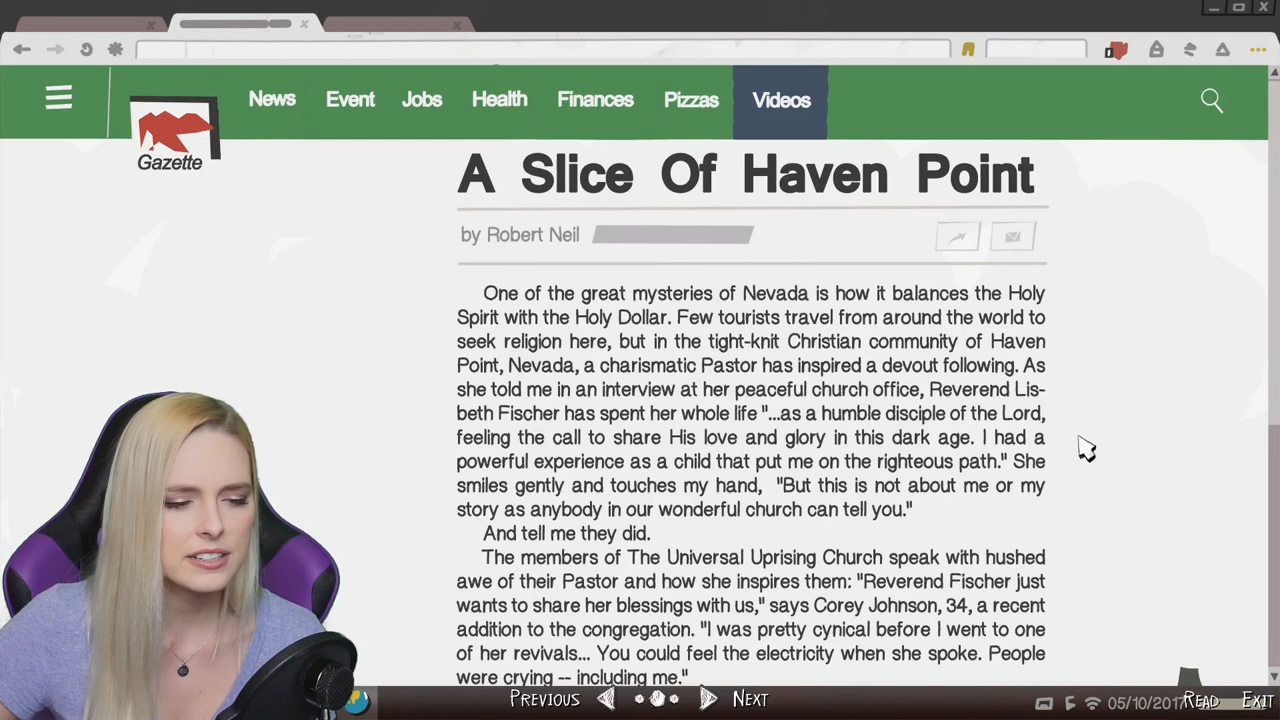 News Event Jobs Health Finances Pizzas Videos
Gazette
A Slice Of Haven Point
by Robert Neil
One of the great mysteries of Nevada is how it balances the Holy
Spirit with the Holy Dollar. Few tourists travel from around the world to
seek religion here, but in the tight-knit Christian community of Haven
Point, Nevada, a charismatic Pastor has inspired a devout following. As
she told me in an interview at her peaceful church office, Reverend Lis-
beth Fischer has spent her whole life "...as a humble disciple of the Lord,
feeling the call to share His love and glory in this dark age. I had a
powerful experience as a child that put me on the righteous path." She
smiles gently and touches my hand, "But this is not about me or my
story as anybody in our wonderful church can tell you."
And tell me they did.
The members of The Universal Uprising Church speak with hushed
awe of their Pastor and how she inspires them: "Reverend Fischer just
wants to share her blessings with us," says Corey Johnson, 34, a recent
addition to the congregation. "I was pretty cynical before I went to one
of her revivals... You could feel the electricity when she spoke. People
were crying -- including me."
Previous Next
05/10/2017 Read Exit